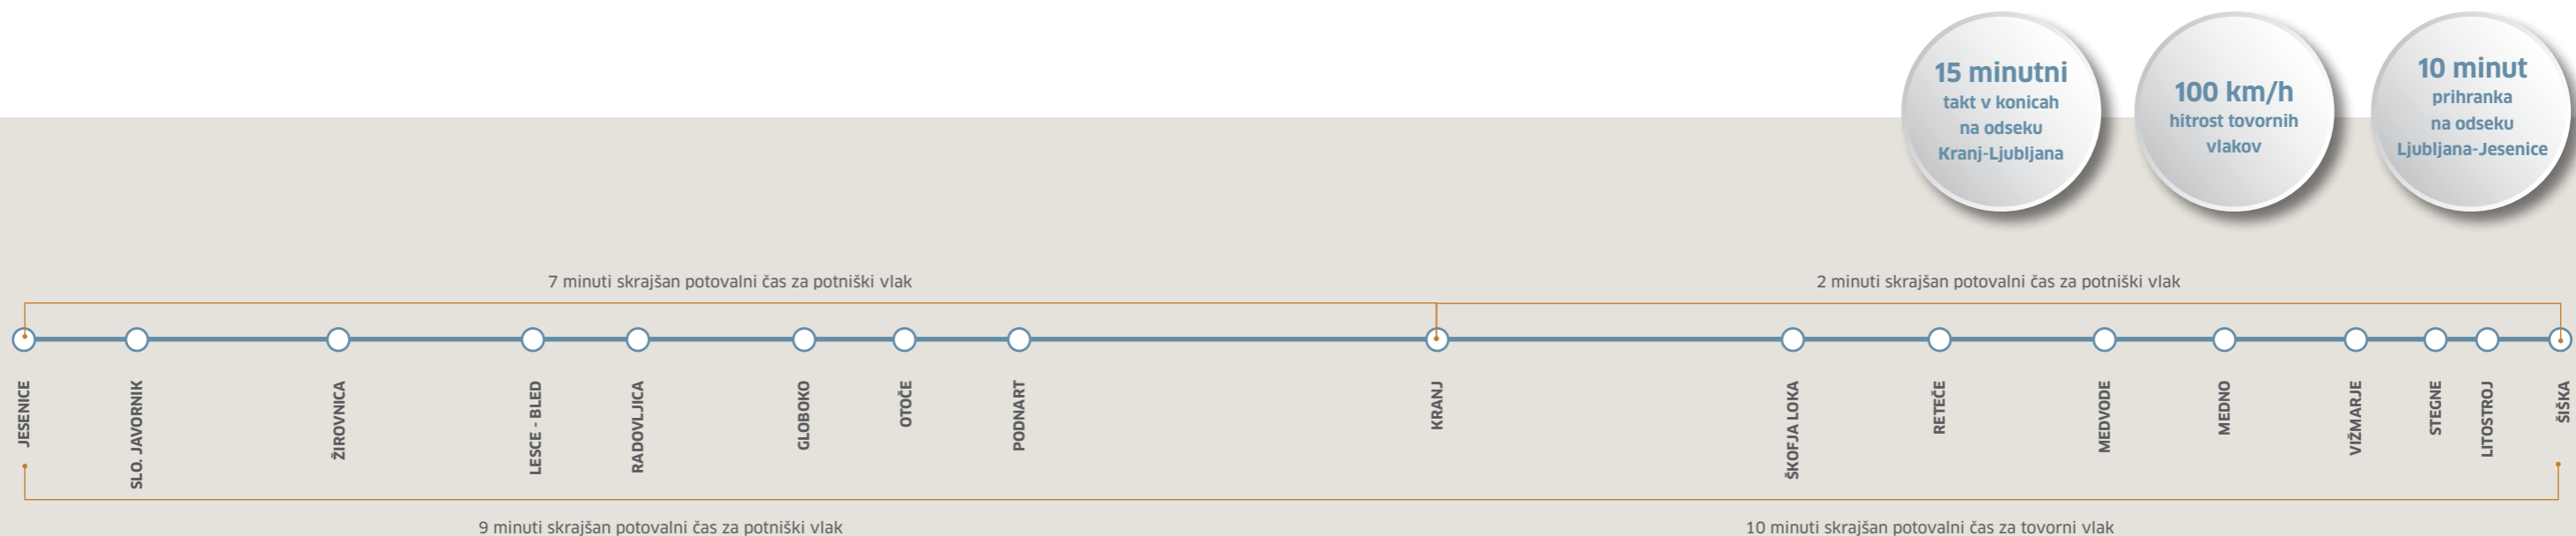 15 minutni
takt v konicah
na odseku
Kranj-Ljubljana
100 km/h
hitrost tovornih
vlakov
10 minut
prihranka
na odseku
Ljubljana-Jesenice
7 minuti skrajšan potovalni čas za potniški vlak
2 minuti skrajšan potovalni čas za potniški vlak
JESENICE
SLO. JAVORNIK
ŽIROVNICA
LESCE - BLED
RADOVLJICA
GLOBOKO
OTOČE
PODNART
KRANJ
ŠKOFJA LOKA
RETEČE
MEDVODE
MEDNO
VIŽMARJE
STEGNE
LITOSTROJ
ŠIŠKA
9 minuti skrajšan potovalni čas za potniški vlak
10 minuti skrajšan potovalni čas za tovorni vlak